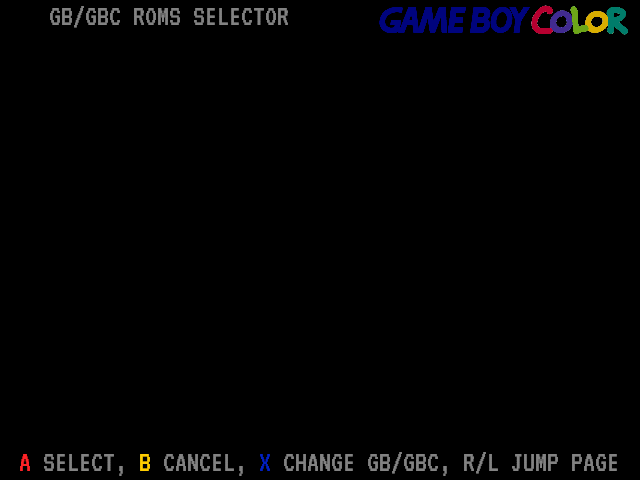 GB/GBC ROMS SELECTOR
GAME BOY COLOR
A SELECT, B CANCEL, X CHANGE GB/GBC, R/L JUMP PAGE